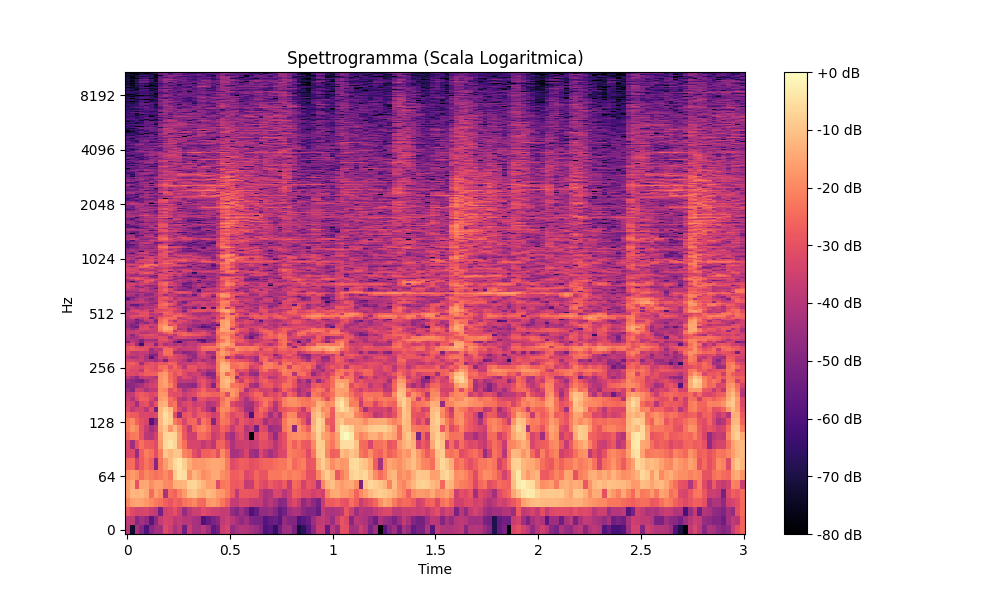 Spettrogramma (Scala Logaritmica)
Hz
8192
4096
2048
1024
512
256
128
64
0
0
0.5
1
1.5
2
2.5
3
Time
+0 dB
-10 dB
-20 dB
-30 dB
-40 dB
-50 dB
-60 dB
-70 dB
-80 dB